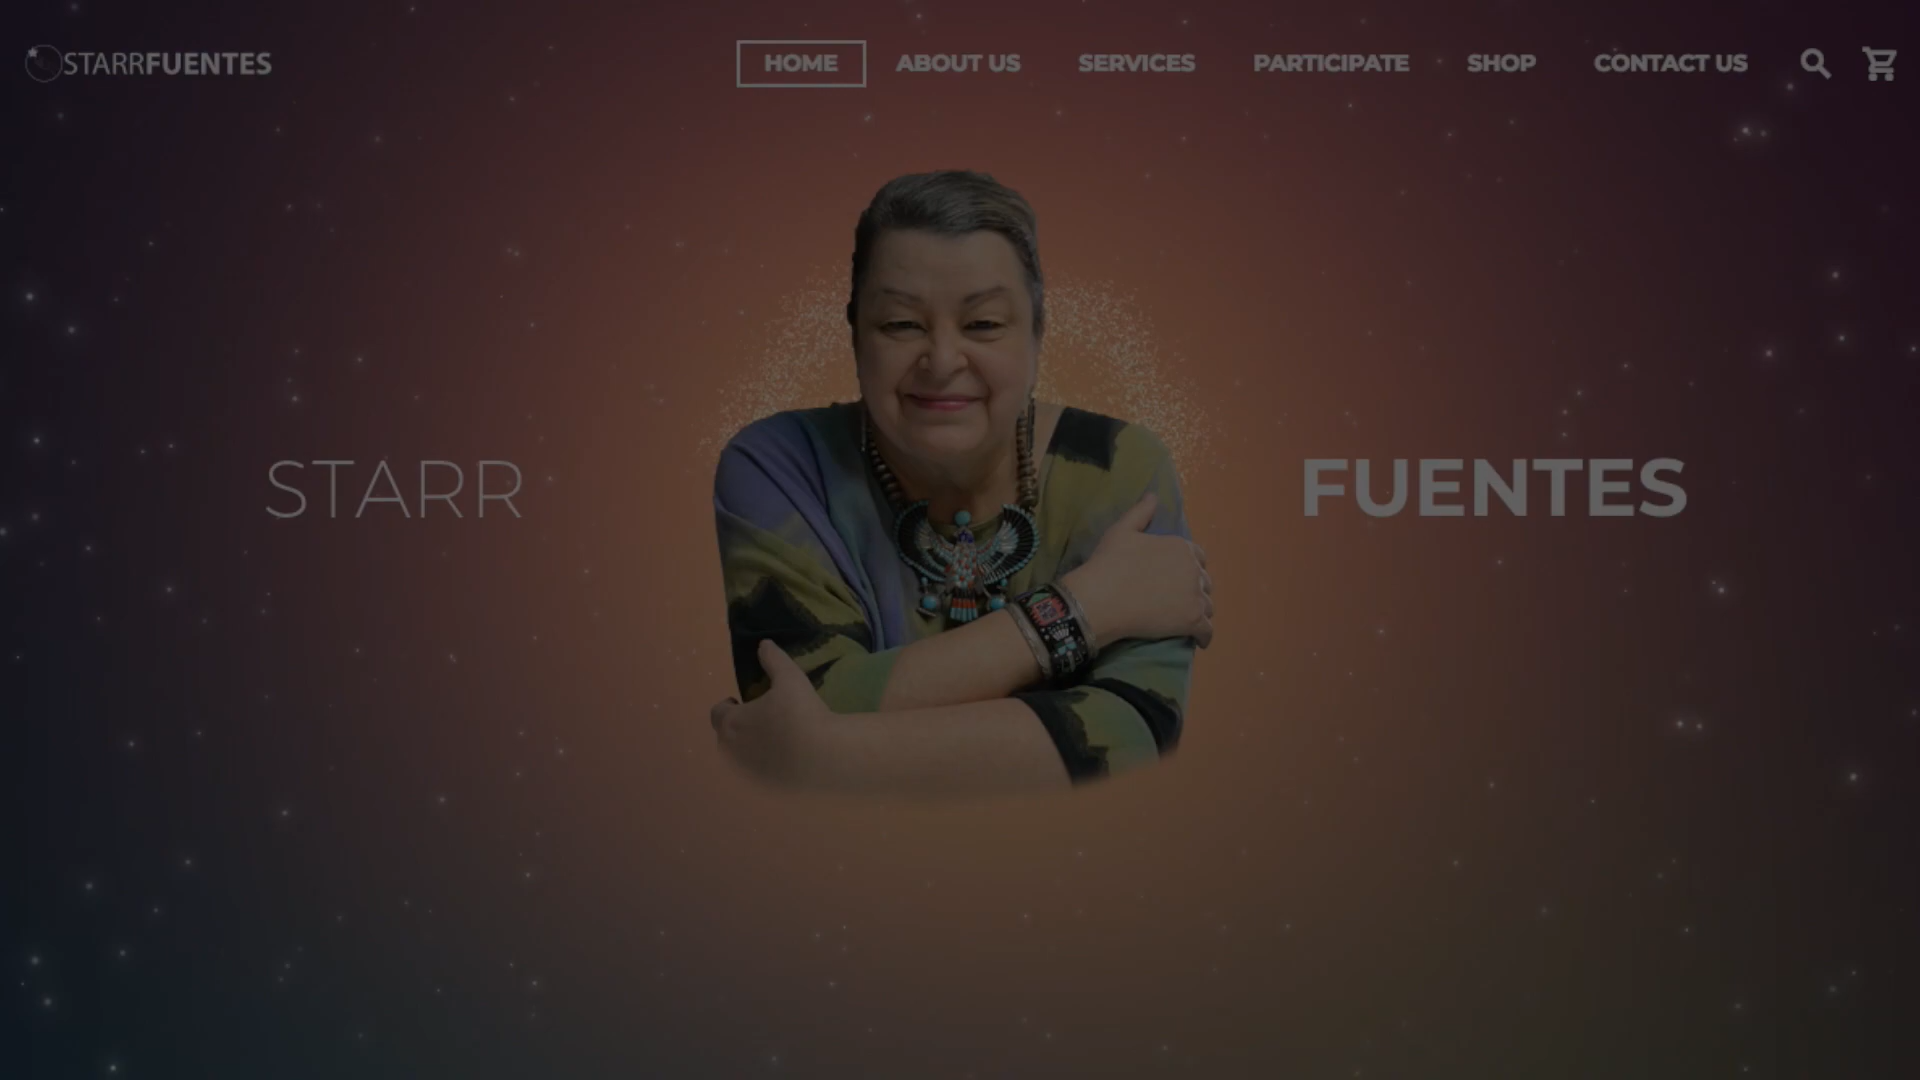 STARRFUENTES
HOME ABOUT US SERVICES PARTICIPATE SHOP CONTACT US
STARR FUENTES